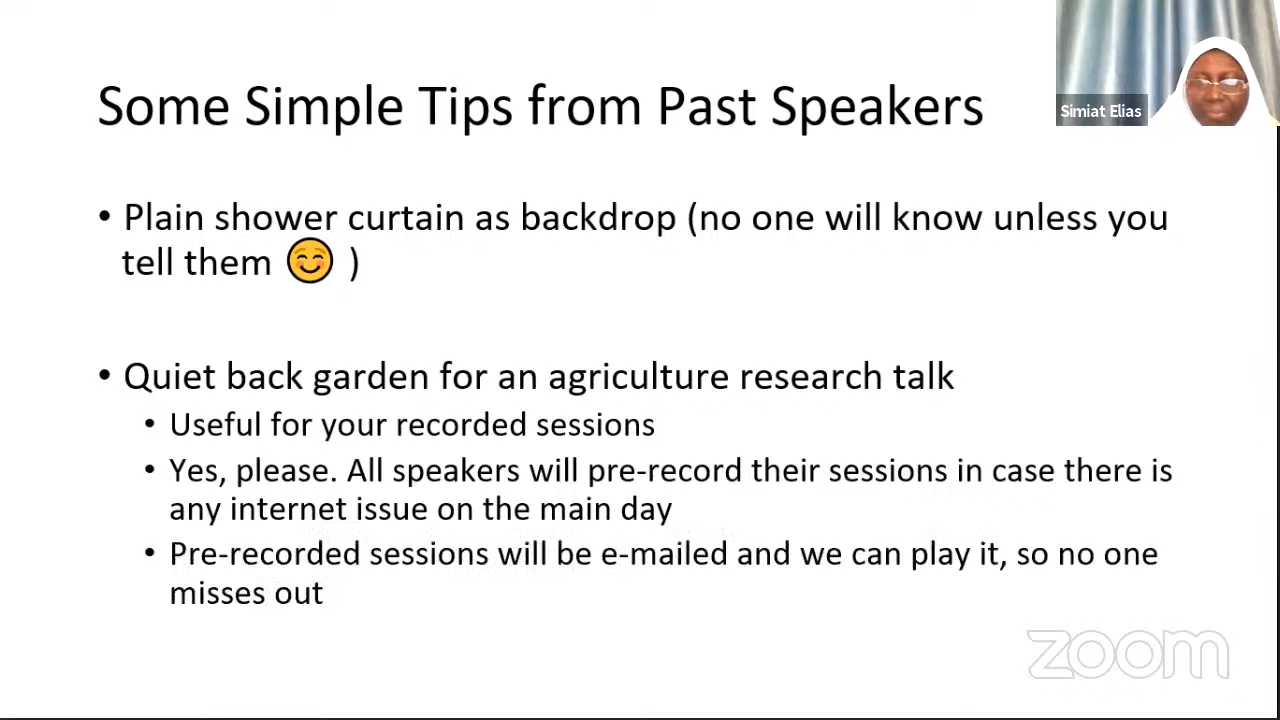 Simiat Elias
Some Simple Tips from Past Speakers
• Plain shower curtain as backdrop (no one will know unless you
tell them 😊 )
• Quiet back garden for an agriculture research talk
• Useful for your recorded sessions
• Yes, please. All speakers will pre-record their sessions in case there is
any internet issue on the main day
• Pre-recorded sessions will be e-mailed and we can play it, so no one
misses out
zoom